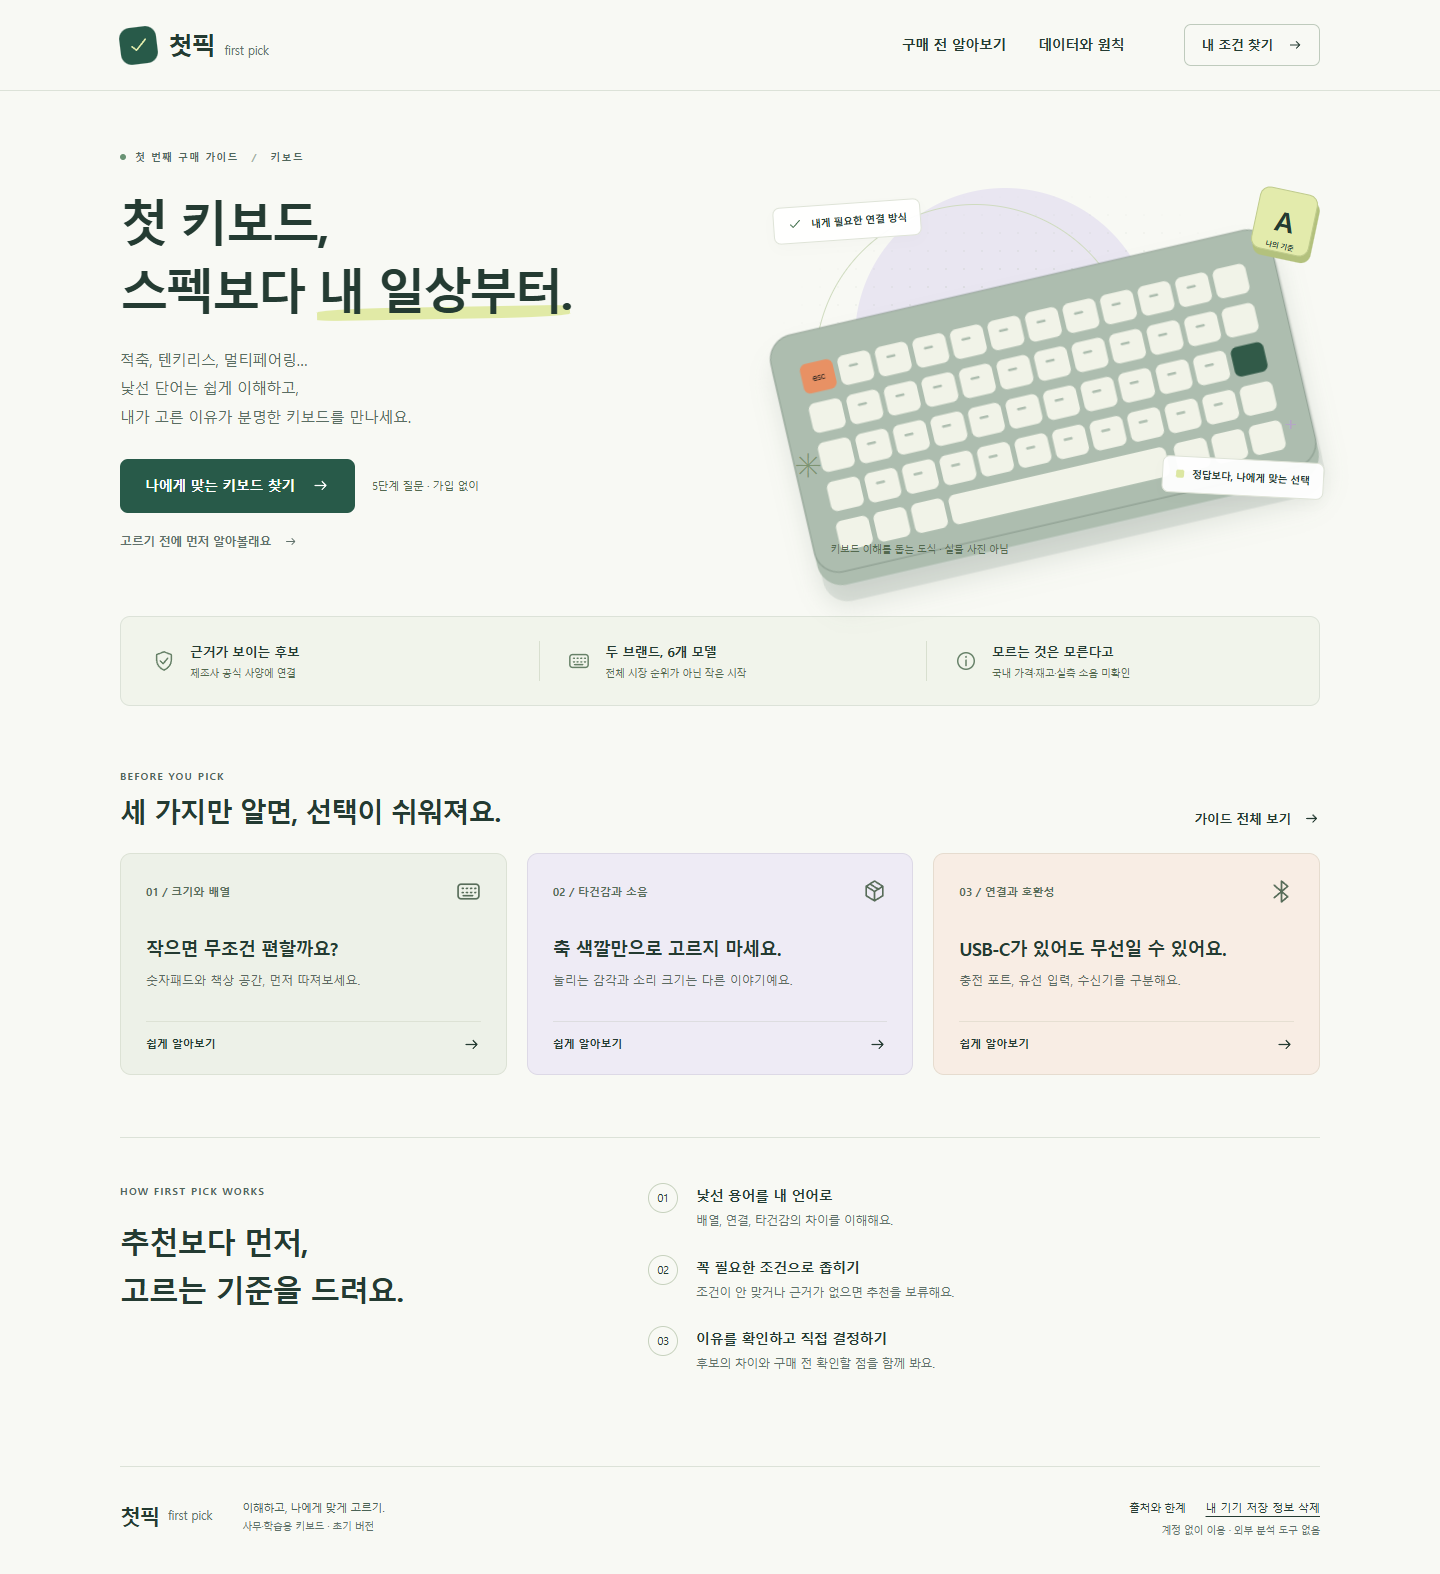 첫픽 first pick
구매 전 알아보기
데이터와 원칙
내 조건 찾기 →
첫 번째 구매 가이드 / 키보드
첫 키보드,
스펙보다 내 일상부터.
적축, 텐키리스, 멀티페어링...
낯선 단어는 쉽게 이해하고,
내가 고른 이유가 분명한 키보드를 만나세요.
나에게 맞는 키보드 찾기 →
5단계 질문 · 가입 없이
고르기 전에 먼저 알아볼래요 →
내게 필요한 연결 방식
A
나의 기준
esc
정답보다, 나에게 맞는 선택
키보드 이해를 돕는 도식 · 실물 사진 아님
근거가 보이는 후보
제조사 공식 사양에 연결
두 브랜드, 6개 모델
전체 시장 순위가 아닌 작은 시작
모르는 것은 모른다고
국내 가격·재고·실측 소음 미확인
BEFORE YOU PICK
세 가지만 알면, 선택이 쉬워져요.
가이드 전체 보기 →
01 / 크기와 배열
작으면 무조건 편할까요?
숫자패드와 책상 공간, 먼저 따져보세요.
쉽게 알아보기 →
02 / 타건감과 소음
축 색깔만으로 고르지 마세요.
눌리는 감각과 소리 크기는 다른 이야기예요.
쉽게 알아보기 →
03 / 연결과 호환성
USB-C가 있어도 무선일 수 있어요.
충전 포트, 유선 입력, 수신기를 구분해요.
쉽게 알아보기 →
HOW FIRST PICK WORKS
추천보다 먼저,
고르는 기준을 드려요.
01 낯선 용어를 내 언어로
배열, 연결, 타건감의 차이를 이해해요.
02 꼭 필요한 조건으로 좁히기
조건이 안 맞거나 근거가 없으면 추천을 보류해요.
03 이유를 확인하고 직접 결정하기
후보의 차이와 구매 전 확인할 점을 함께 봐요.
첫픽 first pick
이해하고, 나에게 맞게 고르기.
사무·학습용 키보드 · 초기 버전
출처와 한계
내 기기 저장 정보 삭제
계정 없이 이용 · 외부 분석 도구 없음